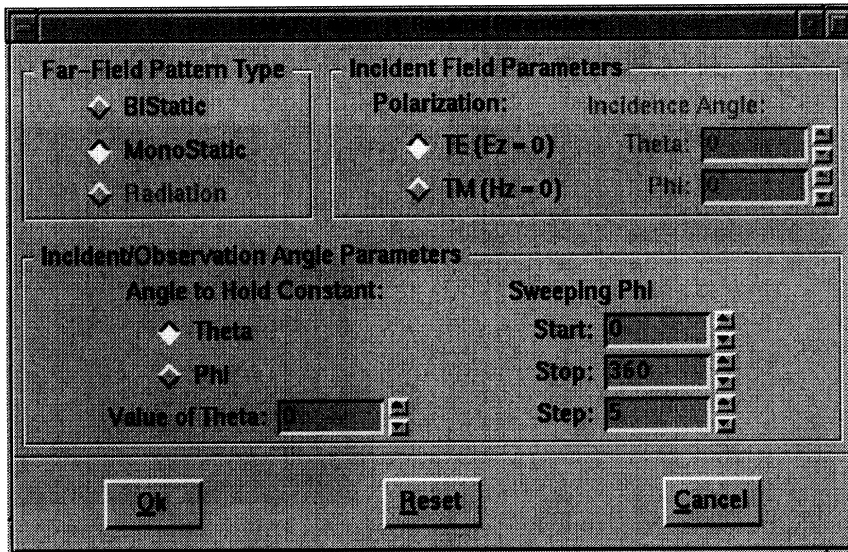 Far-Field Pattern Type
BiStatic
MonoStatic
Radiation
Incident Field Parameters
Polarization:
TE (Ez = 0)
TM (Hz = 0)
Incidence Angle:
Theta: 0
Phi: 0
Incident/Observation Angle Parameters
Angle to Hold Constant:
Theta
Phi
Value of Theta: 0
Sweeping Phi
Start: 0
Stop: 360
Step: 5
Ok
Reset
Cancel